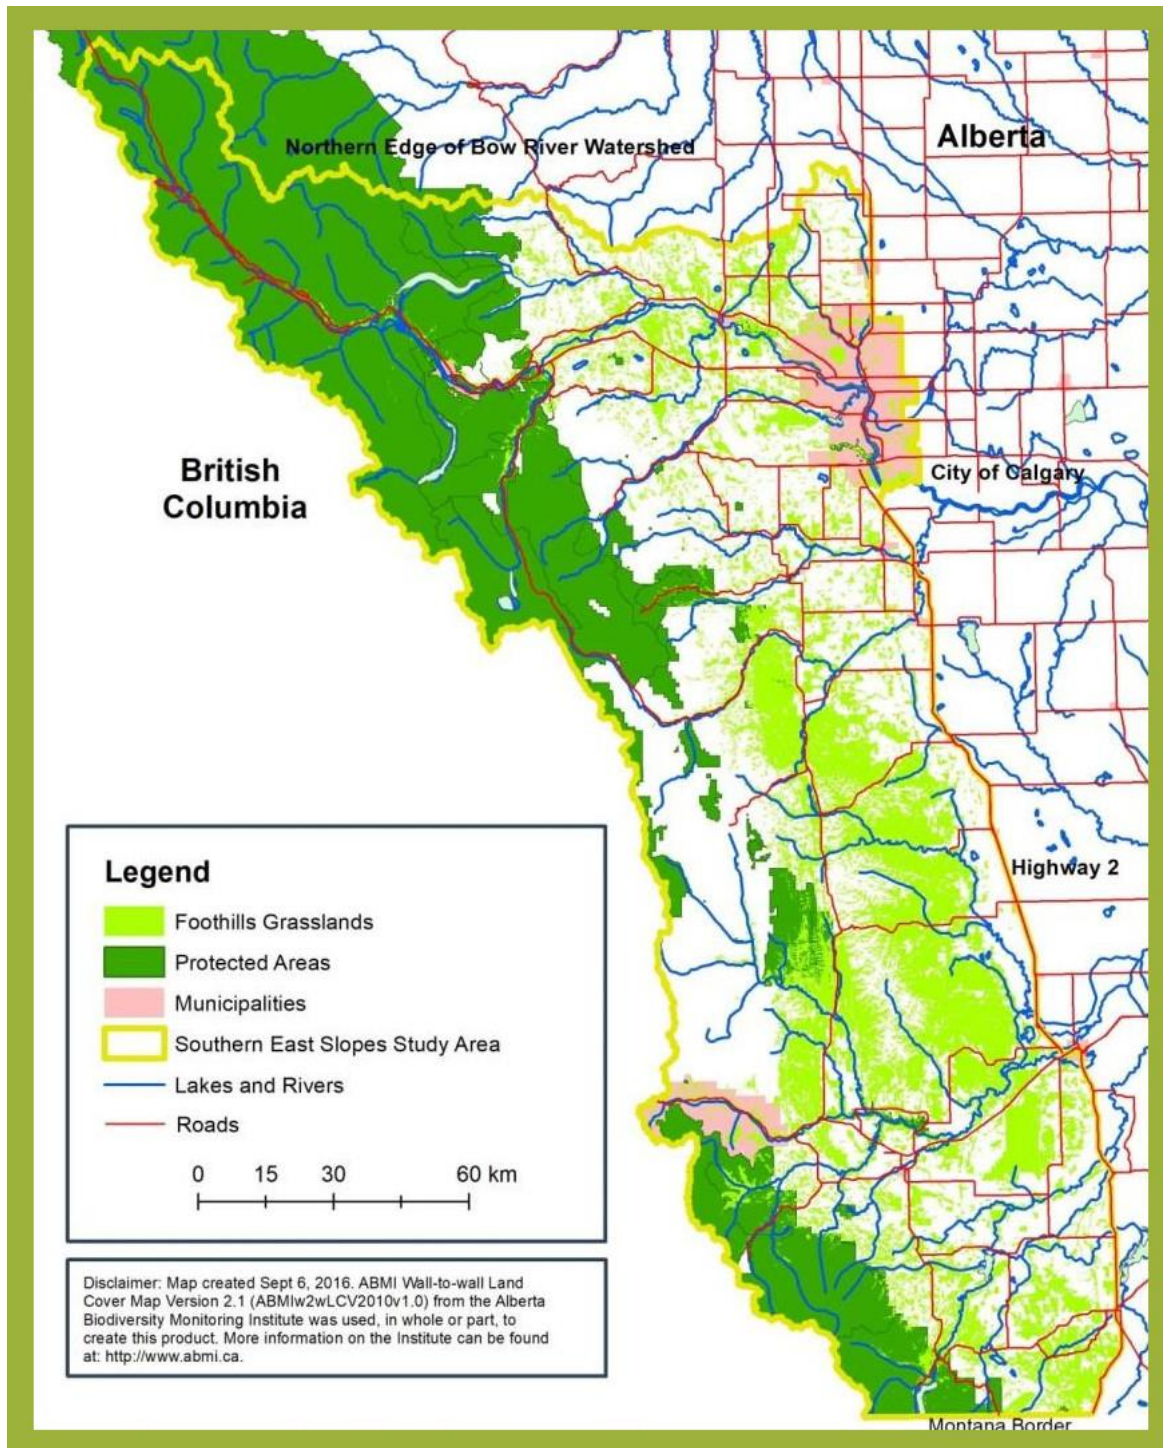 Northern Edge of Bow River Watershed
Alberta
British
Columbia
City of Calgary
Highway 2
Legend
Foothills Grasslands
Protected Areas
Municipalities
Southern East Slopes Study Area
Lakes and Rivers
Roads
0 15 30 60 km
Disclaimer: Map created Sept 6, 2016. ABMI Wall-to-wall Land
Cover Map Version 2.1 (ABMIw2wLCV2010v1.0) from the Alberta
Biodiversity Monitoring Institute was used, in whole or part, to
create this product. More information on the Institute can be found
at: http://www.abmi.ca.
Montana Border